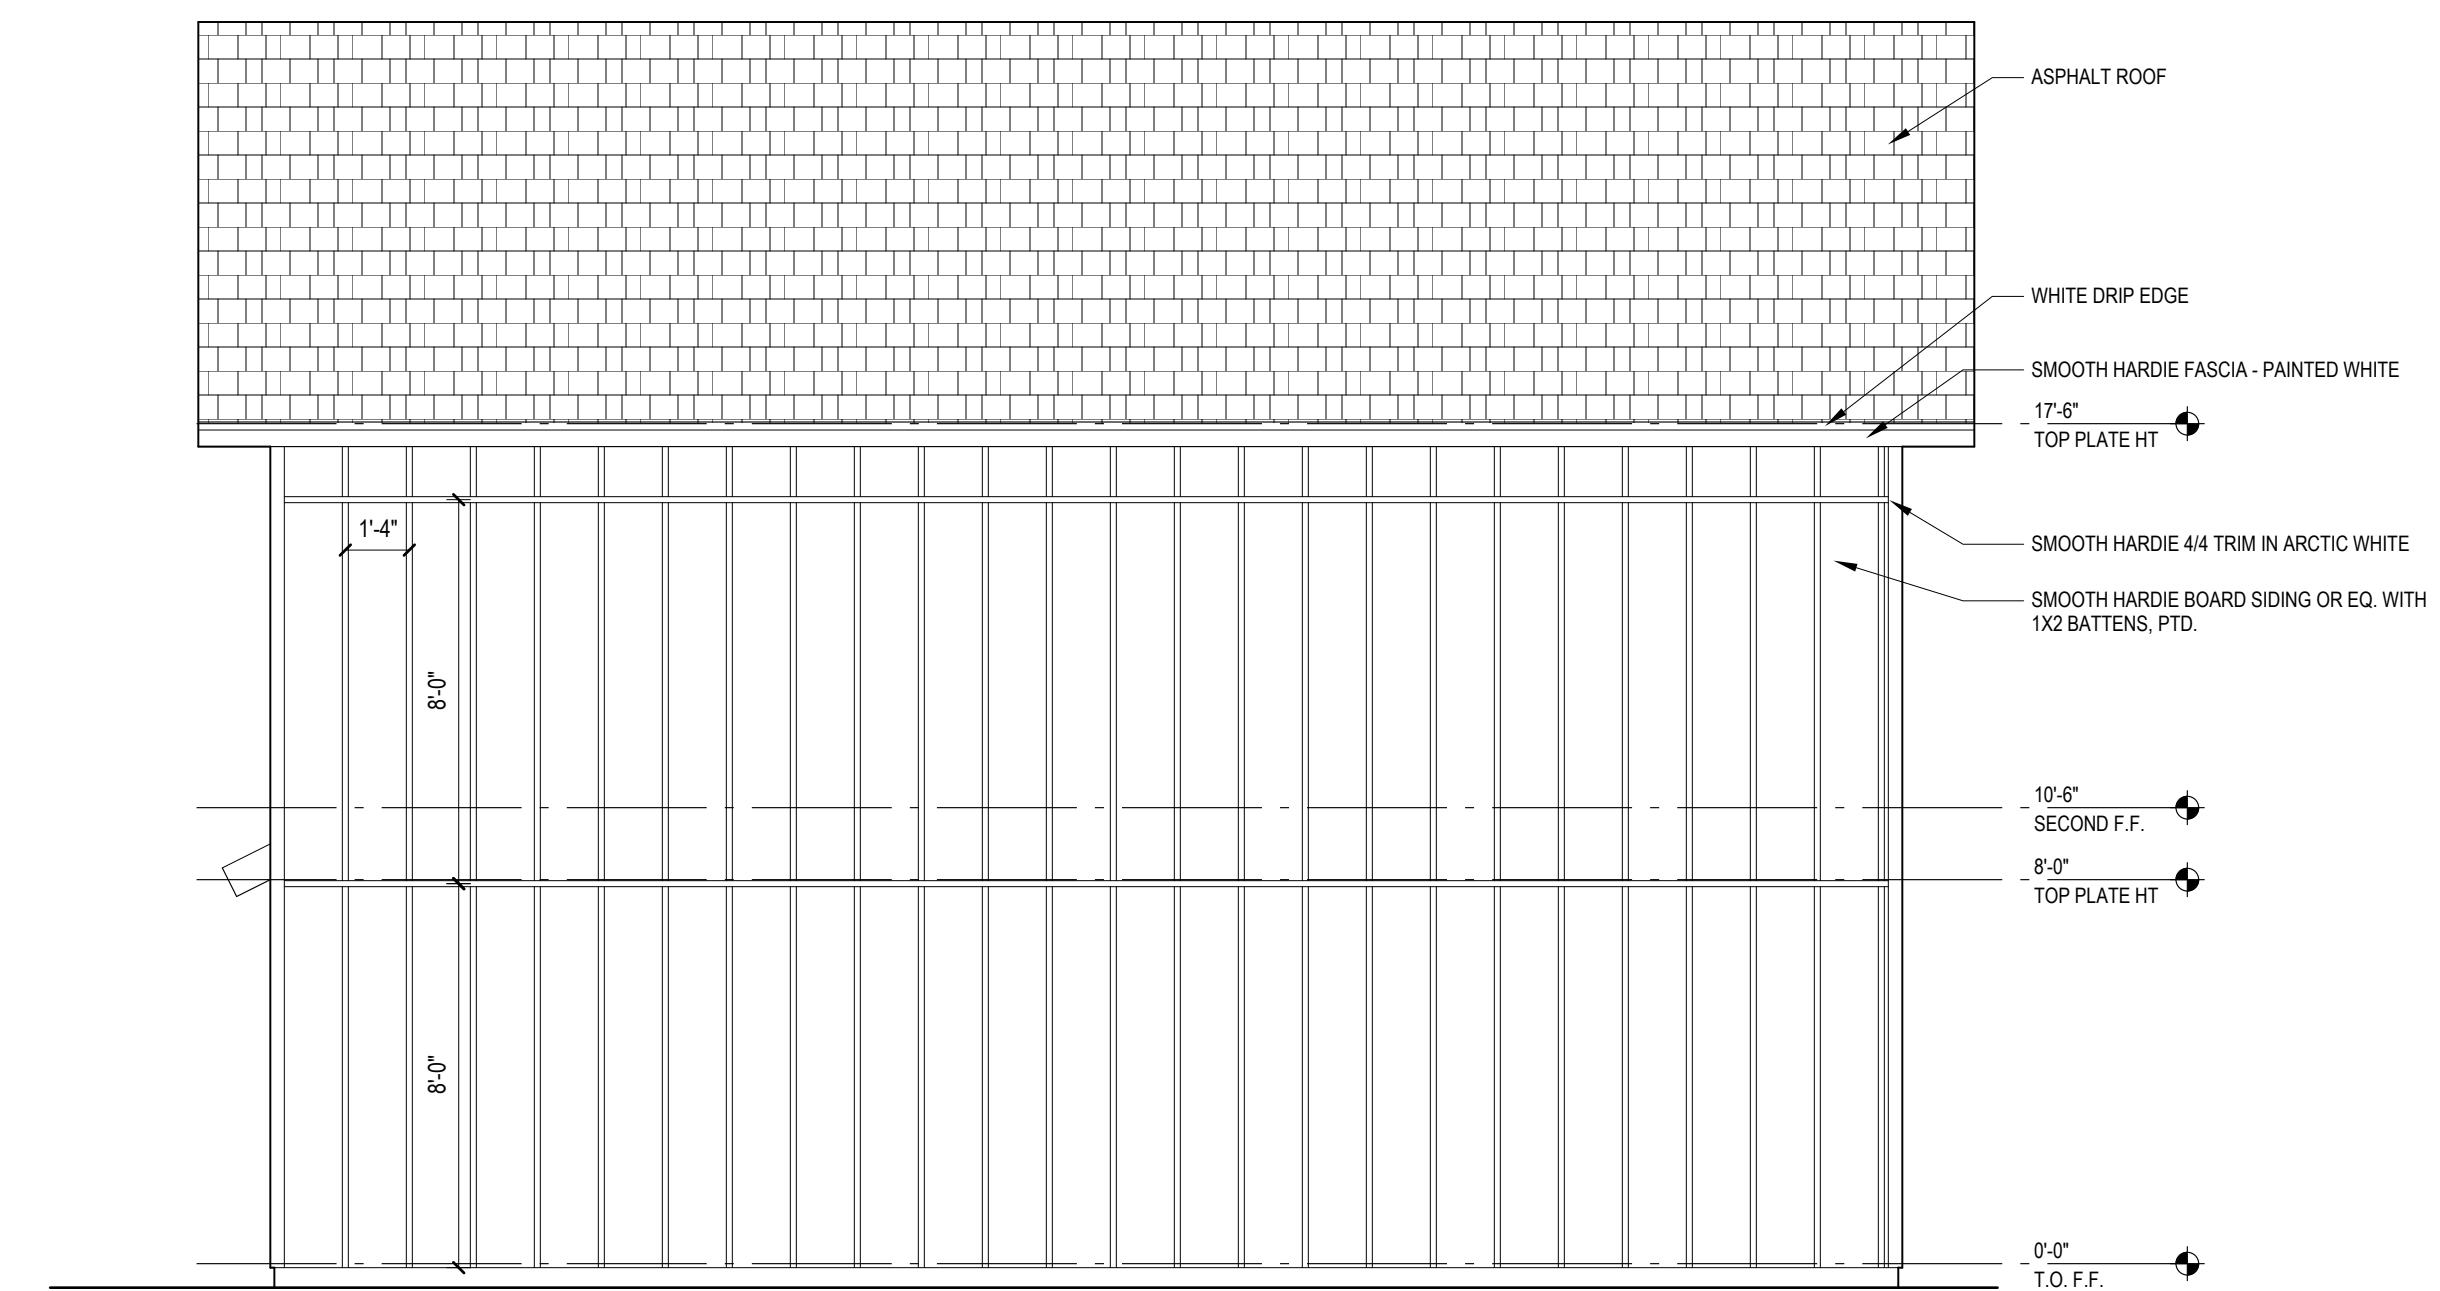 ASPHALT ROOF
WHITE DRIP EDGE
SMOOTH HARDIE FASCIA - PAINTED WHITE
17'-6"
TOP PLATE HT
1'-4"
SMOOTH HARDIE 4/4 TRIM IN ARCTIC WHITE
SMOOTH HARDIE BOARD SIDING OR EQ. WITH
1X2 BATTENS, PTD.
8'-0"
10'-6"
SECOND F.F.
8'-0"
TOP PLATE HT
8'-0"
0'-0"
T.O. F.F.